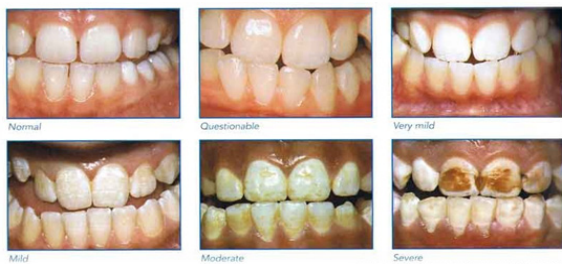 Normal
Questionable
Very mild
Mild
Moderate
Severe